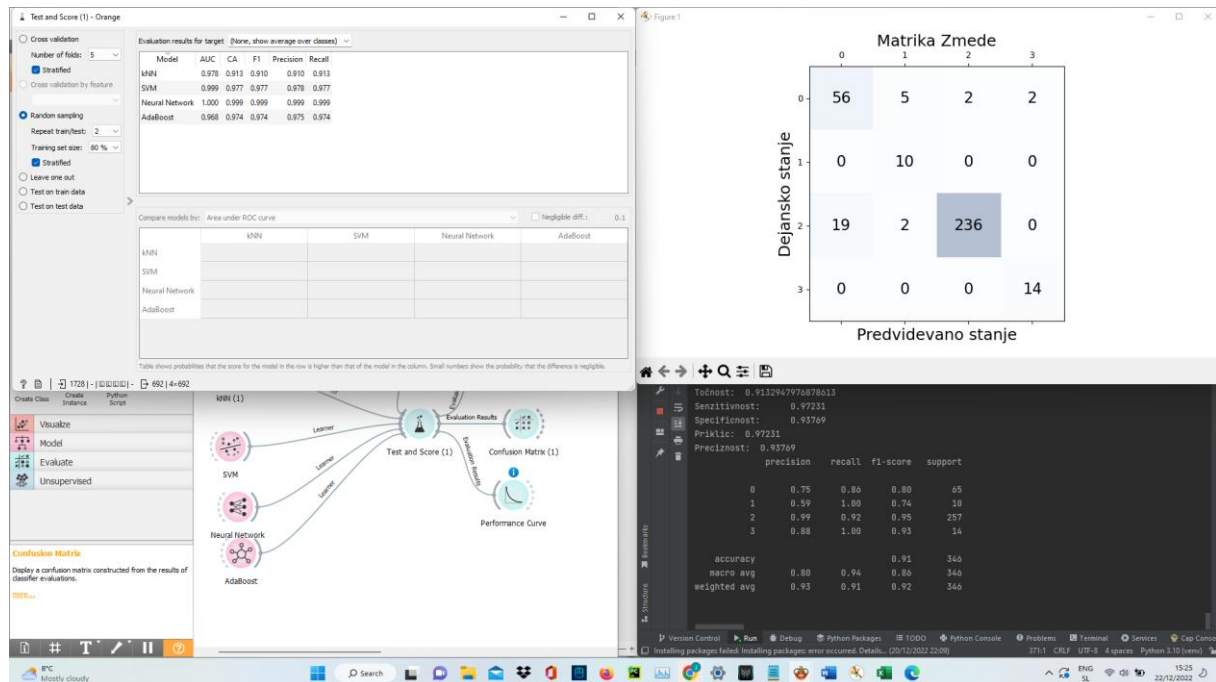 Test and Score (1) - Orange
Cross validation
Number of folds: 5
Stratified
Cross validation by feature
Random sampling
Repeat train/test: 2
Training set size: 80 %
Stratified
Leave one out
Test on train data
Test on test data
Evaluation results for target (None, show average over classes)
Model AUC CA F1 Precision Recall
kNN 0.978 0.913 0.910 0.910 0.913
SVM 0.999 0.977 0.977 0.978 0.977
Neural Network 1.000 0.999 0.999 0.999 0.999
AdaBoost 0.968 0.974 0.974 0.975 0.974
Compare models by: Area under ROC curve Negligible diff.: 0.1
kNN SVM Neural Network AdaBoost
kNN
SVM
Neural Network
AdaBoost
Table shows probabilities that the score for the model in the row is higher than that of the model in the column. Small numbers show the probability that the difference is negligible.
1728 | - 692 | 4×692
Figure 1
Matrika Zmede
0 1 2 3
0 56 5 2 2
1 0 10 0 0
2 19 2 236 0
3 0 0 0 14
Dejansko stanje
Predvidevano stanje
Create Class
Create Instance
Python Script
Visualize
Model
Evaluate
Unsupervised
Confusion Matrix
Display a confusion matrix constructed from the results of classifier evaluations.
more...
kNN (1)
SVM
Neural Network
AdaBoost
Learner
Learner
Learner
Test and Score (1)
Evaluation Results
Evaluation Results
Confusion Matrix (1)
Performance Curve
Točnost: 0.9132947976878613
Senzitivnost: 0.97231
Specificnost: 0.93769
Priklic: 0.97231
Preciznost: 0.93769
precision recall f1-score support
0 0.75 0.86 0.80 65
1 0.59 1.00 0.74 10
2 0.99 0.92 0.95 257
3 0.88 1.00 0.93 14
accuracy 0.91 346
macro avg 0.80 0.94 0.86 346
weighted avg 0.93 0.91 0.92 346
Bookmarks
Structure
Version Control Run Debug Python Packages TODO Python Console Problems Terminal Services Cap Conso
Installing packages failed: Installing packages: error occurred. Details... (20/12/2022 22:09) 371:1 CRLF UTF-8 4 spaces Python 3.10 (venv)
8°C
Mostly cloudy
Search
ENG
SL
15:25
22/12/2022